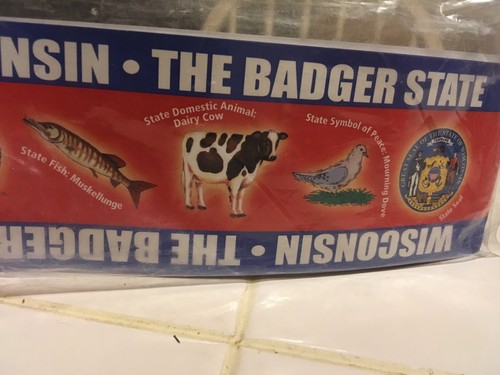 NSIN • THE BADGER STATE
State Fish: Muskellunge
State Domestic Animal:
Dairy Cow
State Symbol of Peace: Mourning Dove
State Seal
WISCONSIN • THE BADGER